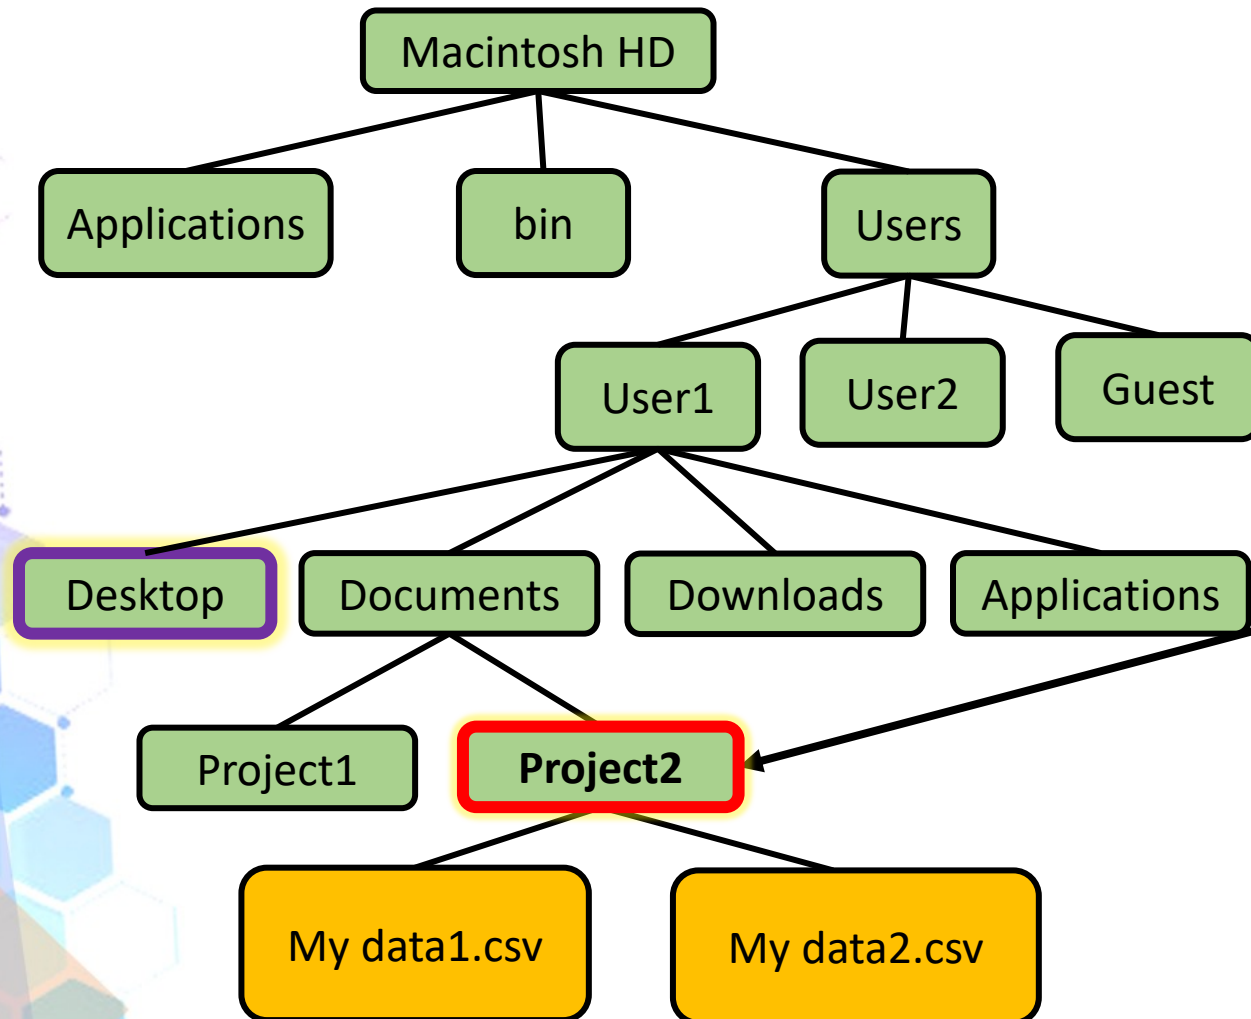 Macintosh HD
Applications
bin
Users
User1
User2
Guest
Desktop
Documents
Downloads
Applications
Project1
Project2
My data1.csv
My data2.csv